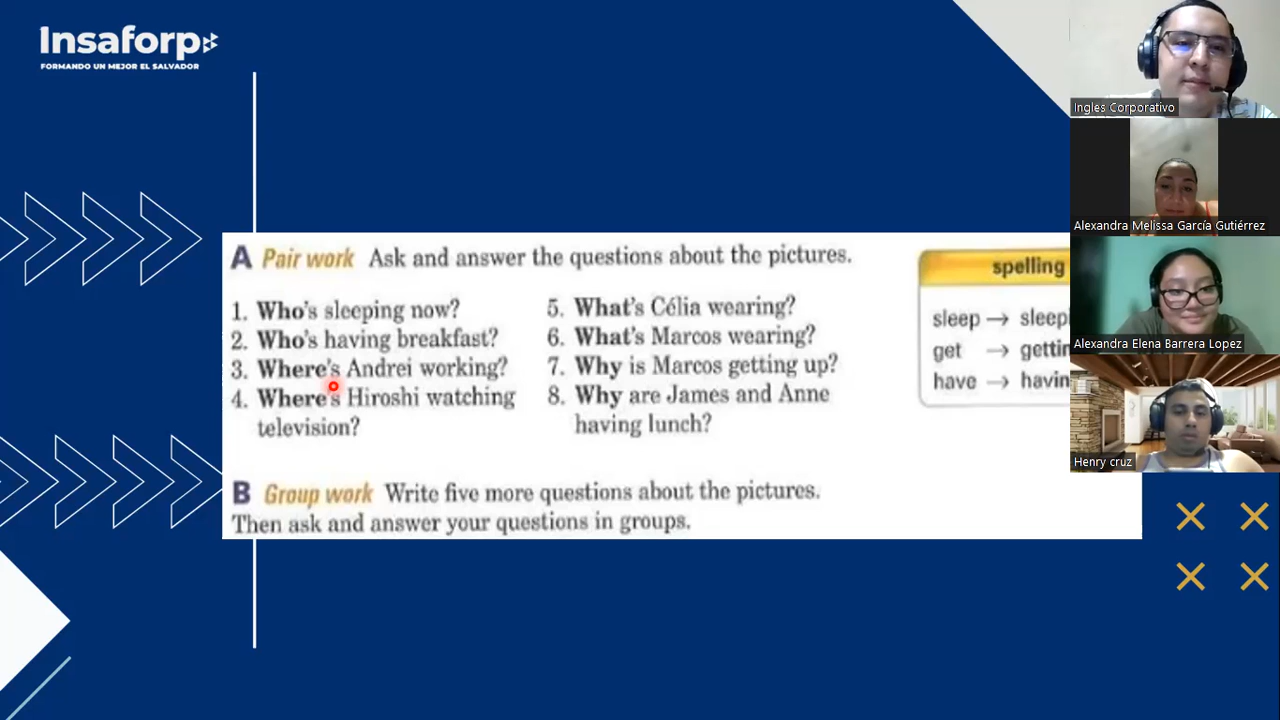 Insaforp
FORMANDO UN MEJOR EL SALVADOR
A Pair work Ask and answer the questions about the pictures.
1. Who's sleeping now?
2. Who's having breakfast?
3. Where's Andrei working?
4. Where's Hiroshi watching
television?
5. What's Célia wearing?
6. What's Marcos wearing?
7. Why is Marcos getting up?
8. Why are James and Anne
having lunch?
spelling
sleep → sleep
get → gettin
have → havin
B Group work Write five more questions about the pictures.
Then ask and answer your questions in groups.
Ingles Corporativo
Alexandra Melissa García Gutiérrez
Alexandra Elena Barrera Lopez
Henry cruz